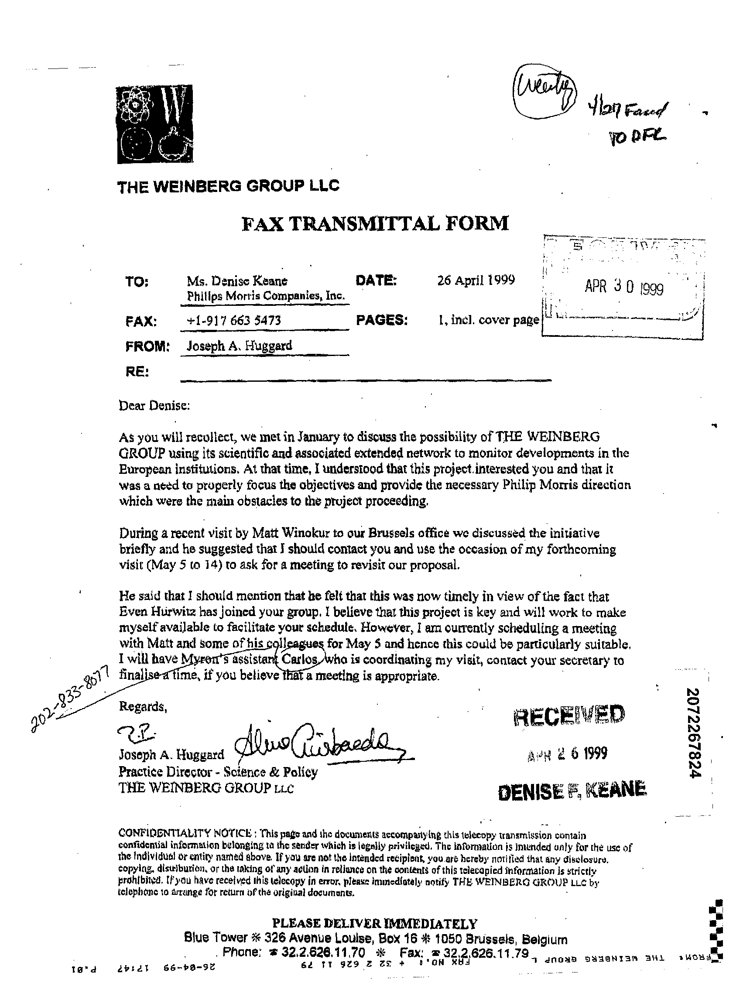 4/27 Faxed
TO DFK
W
THE WEINBERG GROUP LLC
FAX TRANSMITTAL FORM
TO: Ms. Denise Keane DATE: 26 April 1999
Philips Morris Companies, Inc.
APR 30 1999
FAX: +1-917 663 5473 PAGES: 1, incl. cover page
FROM: Joseph A. Huggard
RE:
Dear Denise:
As you will recollect, we met in January to discuss the possibility of THE WEINBERG
GROUP using its scientific and associated extended network to monitor developments in the
European institutions. At that time, I understood that this project interested you and that it
was a need to properly focus the objectives and provide the necessary Philip Morris direction
which were the main obstacles to the project proceeding.
During a recent visit by Matt Winokur to our Brussels office we discussed the initiative
briefly and he suggested that I should contact you and use the occasion of my forthcoming
visit (May 5 to 14) to ask for a meeting to revisit our proposal.
He said that I should mention that he felt that this was now timely in view of the fact that
Even Hurwitz has joined your group. I believe that this project is key and will work to make
myself available to facilitate your schedule. However, I am currently scheduling a meeting
with Matt and some of his colleagues for May 5 and hence this could be particularly suitable.
I will have Myron's assistant Carlos, who is coordinating my visit, contact your secretary to
finalise a time, if you believe that a meeting is appropriate.
202-833-8077
Regards,
Joseph A. Huggard
Practice Director - Science & Policy
THE WEINBERG GROUP LLC
RECEIVED
APR 26 1999
DENISE F. KEANE
2072267824
CONFIDENTIALITY NOTICE : This page and the documents accompanying this telecopy transmission contain
confidential information belonging to the sender which is legally privileged. The information is intended only for the use of
the individual or entity named above. If you are not the intended recipient, you are hereby notified that any disclosure,
copying, distribution, or the taking of any action in reliance on the contents of this telecopied information is strictly
prohibited. If you have received this telecopy in error, please immediately notify THE WEINBERG GROUP LLC by
telephone to arrange for return of the original documents.
PLEASE DELIVER IMMEDIATELY
Blue Tower ※ 326 Avenue Louise, Box 16 ※ 1050 Brussels, Belgium
Phone: ☎ 32.2.626.11.70 ※ Fax: ☎ 32.2.626.11.79
FROM: THE WEINBERG GROUP FAX NO.: + 32 2 626 11 79 26-04-99 17:47 P.01